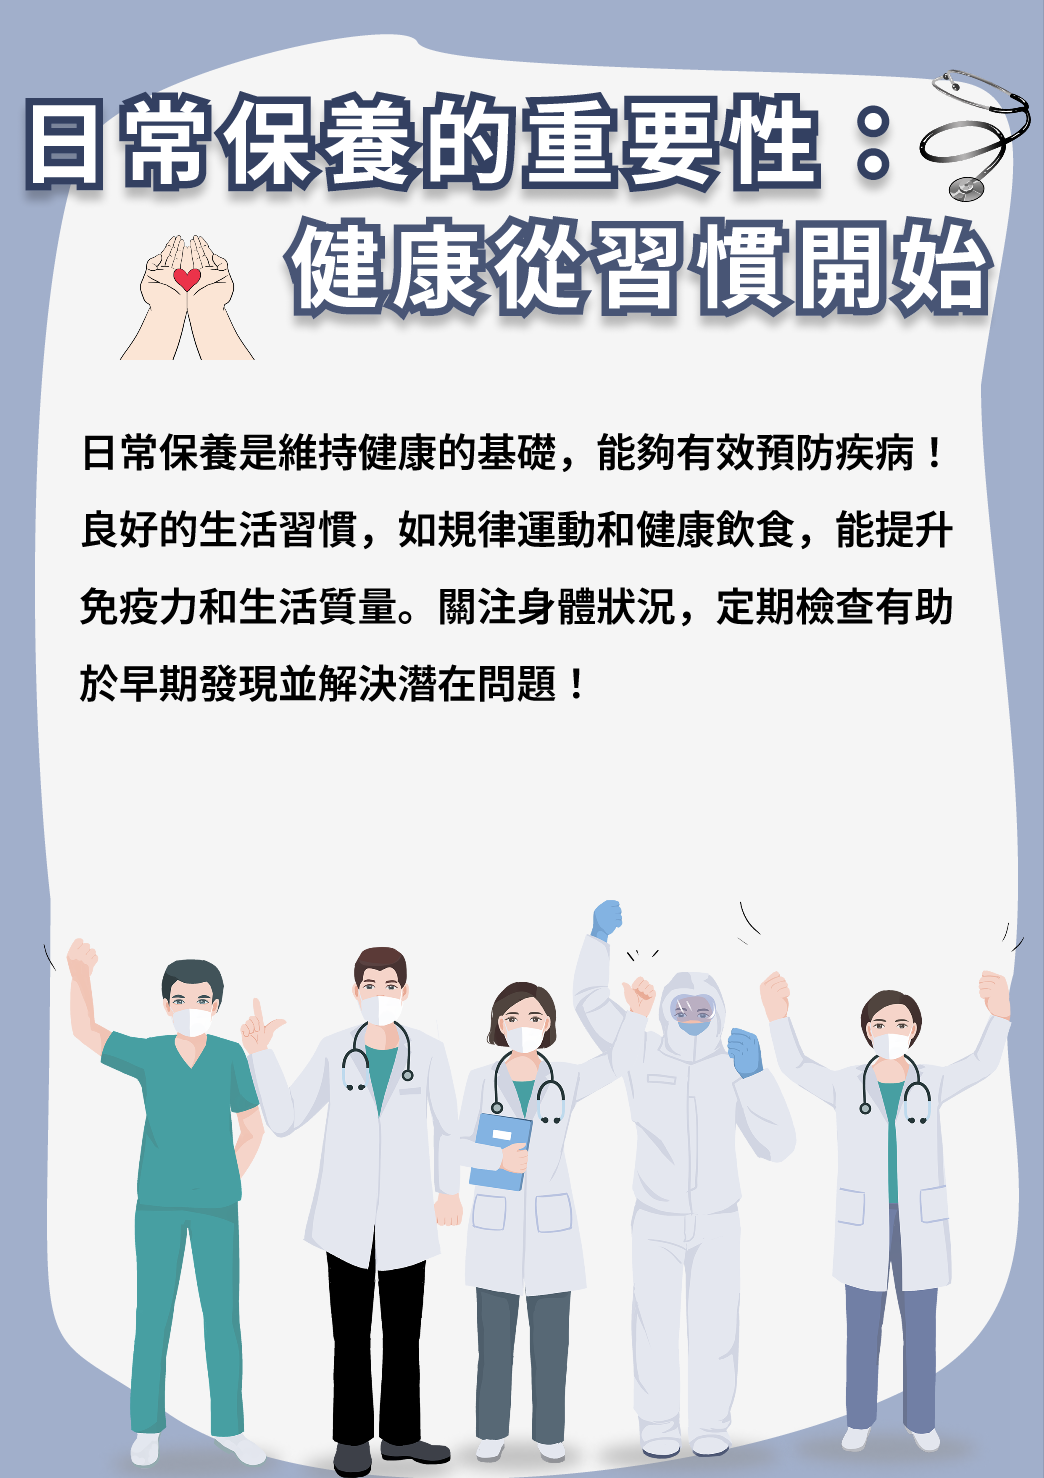 日常保養的重要性：
健康從習慣開始
日常保養是維持健康的基礎，能夠有效預防疾病！
良好的生活習慣，如規律運動和健康飲食，能提升
免疫力和生活質量。關注身體狀況，定期檢查有助
於早期發現並解決潛在問題！